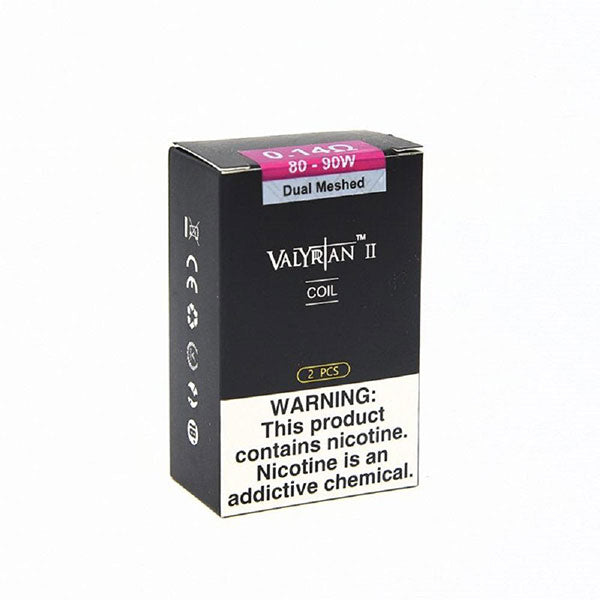 0.14Ω
80 - 90W
Dual Meshed
VALYRIAN™ II
COIL
2 PCS
WARNING:
This product
contains nicotine.
Nicotine is an
addictive chemical.
CE